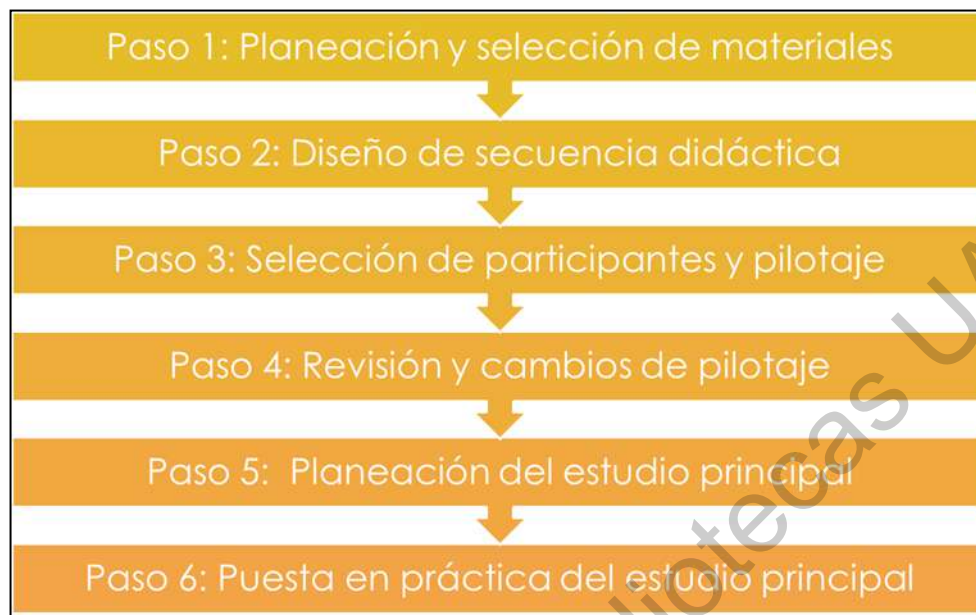 Paso 1: Planeación y selección de materiales
Paso 2: Diseño de secuencia didáctica
Paso 3: Selección de participantes y pilotaje
Paso 4: Revisión y cambios de pilotaje
Paso 5: Planeación del estudio principal
Paso 6: Puesta en práctica del estudio principal